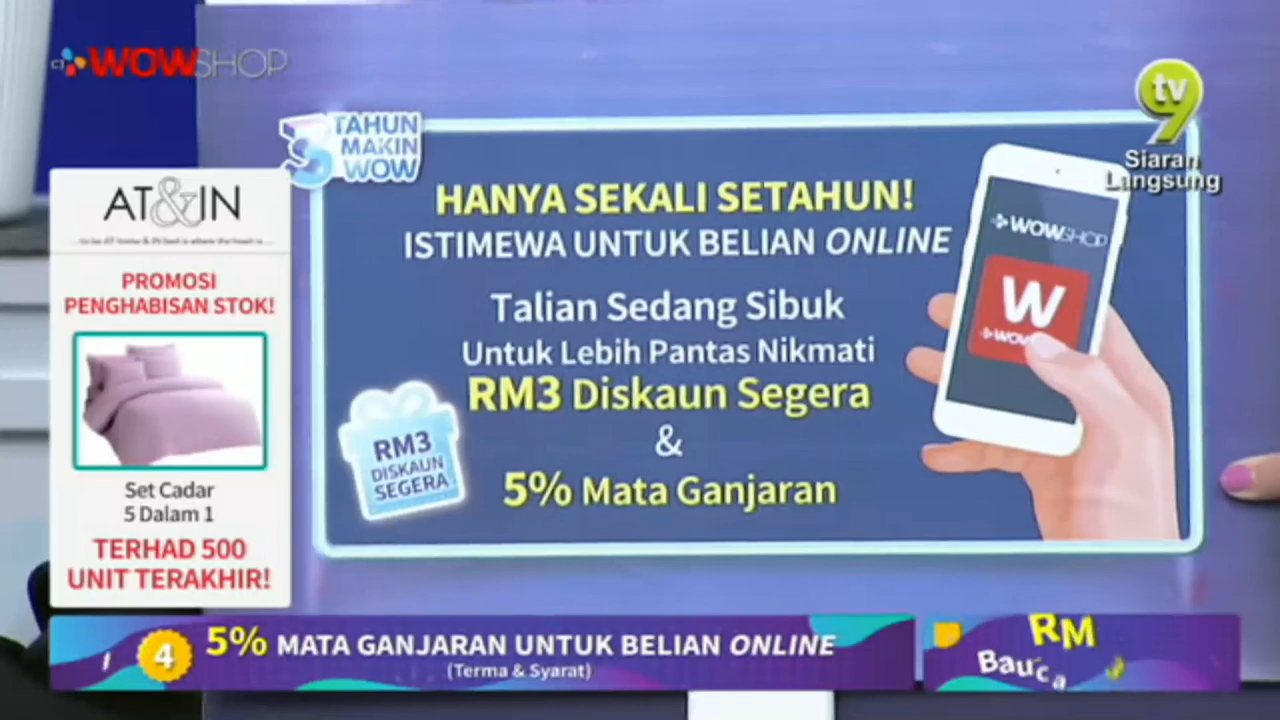 CJ WOWSHOP
tv9
Siaran
Langsung
3 TAHUN
MAKIN
WOW
AT&IN
PROMOSI
PENGHABISAN STOK!
Set Cadar
5 Dalam 1
TERHAD 500
UNIT TERAKHIR!
HANYA SEKALI SETAHUN!
ISTIMEWA UNTUK BELIAN ONLINE
Talian Sedang Sibuk
Untuk Lebih Pantas Nikmati
RM3 Diskaun Segera
&
5% Mata Ganjaran
RM3
DISKAUN
SEGERA
WOWSHOP
W
4 5% MATA GANJARAN UNTUK BELIAN ONLINE
(Terma & Syarat)
RM
Bauca